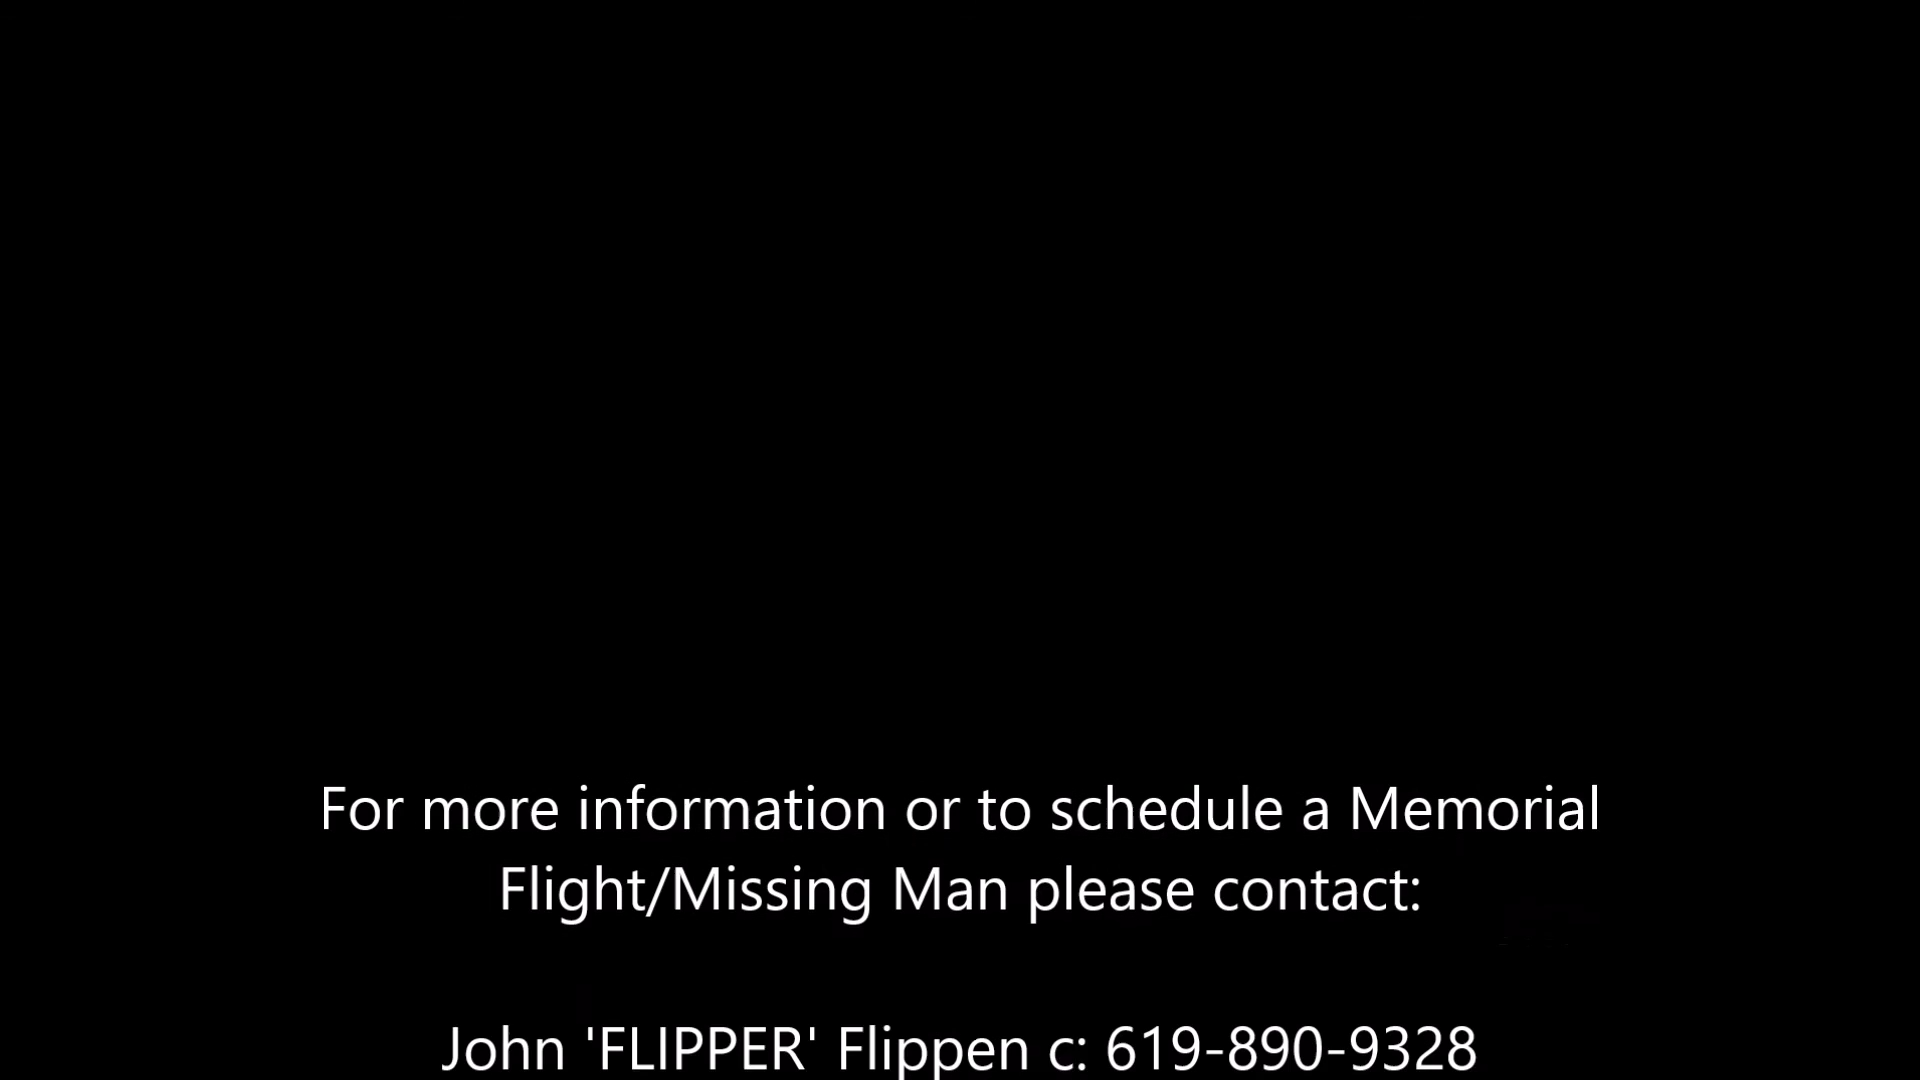 For more information or to schedule a Memorial
Flight/Missing Man please contact:
John 'FLIPPER' Flippen c: 619-890-9328